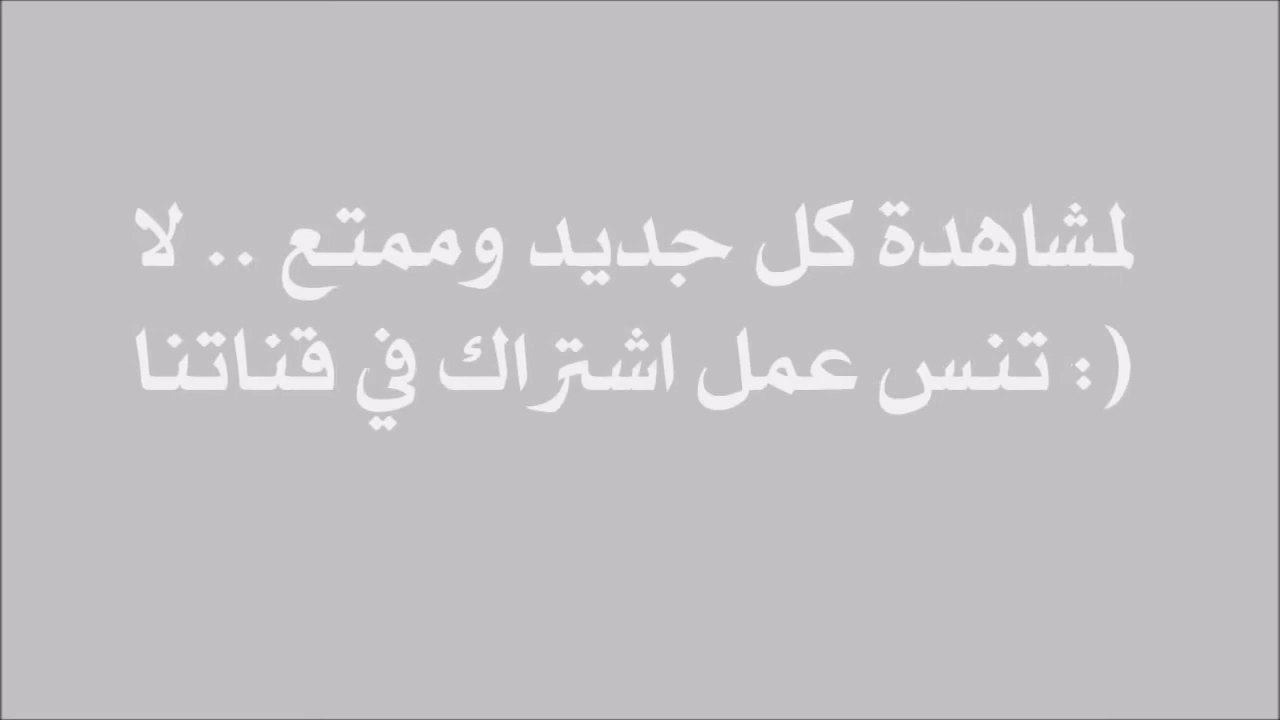 لمشاهدة كل جديد وممتع .. لا
(: تنس عمل اشتراك في قناتنا